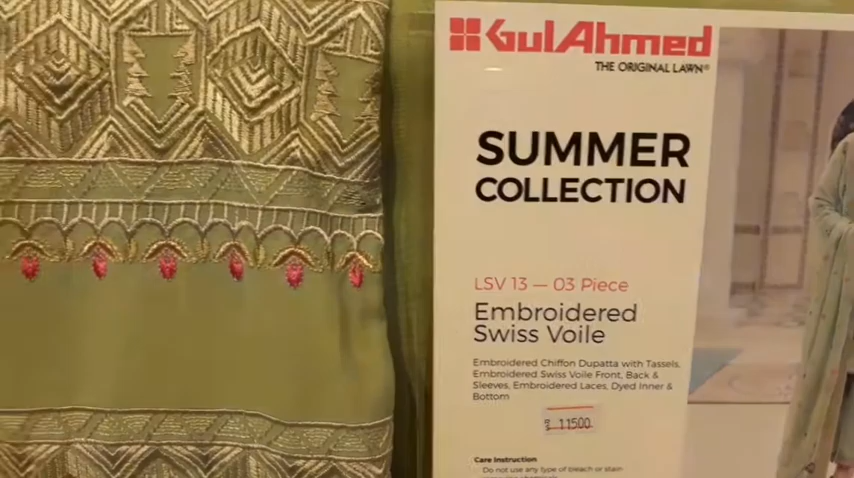 GulAhmed
THE ORIGINAL LAWN®
SUMMER
COLLECTION
LSV 13 — 03 Piece
Embroidered
Swiss Voile
Embroidered Chiffon Dupatta with Tassels,
Embroidered Swiss Voile Front, Back &
Sleeves, Embroidered Laces, Dyed Inner &
Bottom
11500
Care Instruction
Do not use any type of bleach or stain